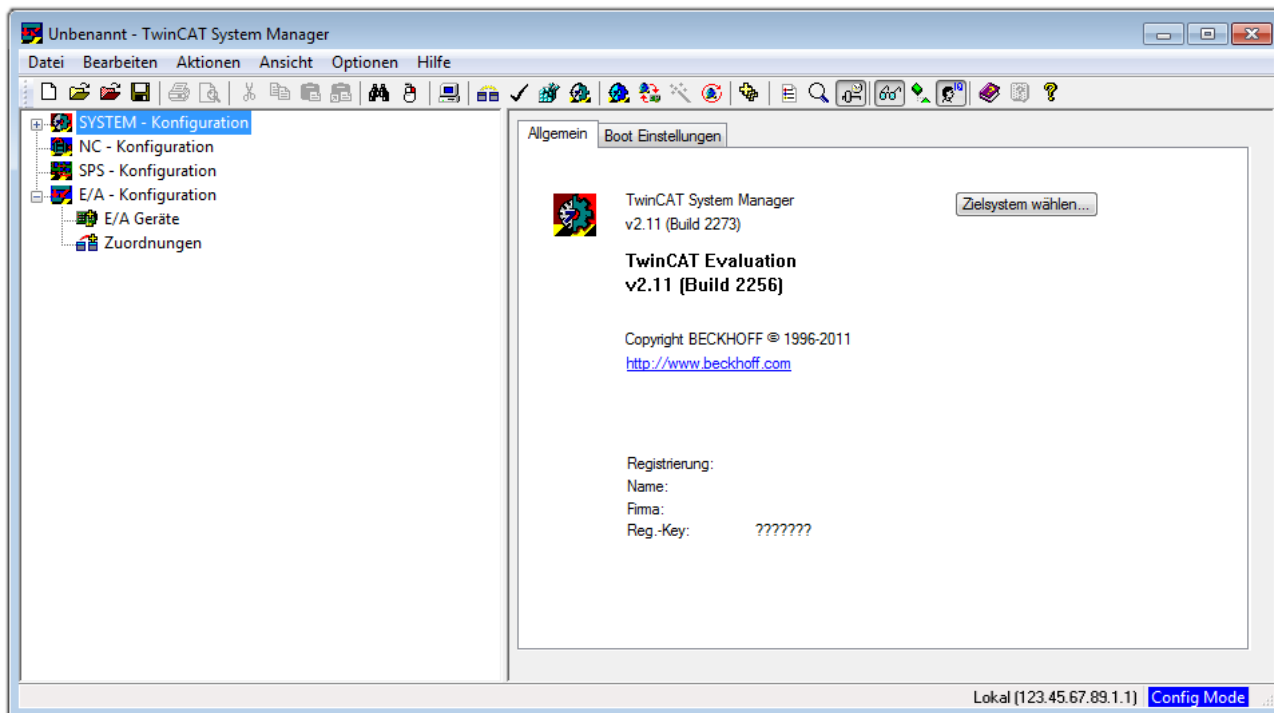 Unbenannt - TwinCAT System Manager
Datei Bearbeiten Aktionen Ansicht Optionen Hilfe
SYSTEM - Konfiguration
NC - Konfiguration
SPS - Konfiguration
E/A - Konfiguration
E/A Geräte
Zuordnungen
Allgemein Boot Einstellungen
TwinCAT System Manager
v2.11 (Build 2273)
Zielsystem wählen...
TwinCAT Evaluation
v2.11 (Build 2256)
Copyright BECKHOFF © 1996-2011
http://www.beckhoff.com
Registrierung:
Name:
Firma:
Reg.-Key: ???????
Lokal (123.45.67.89.1.1) Config Mode